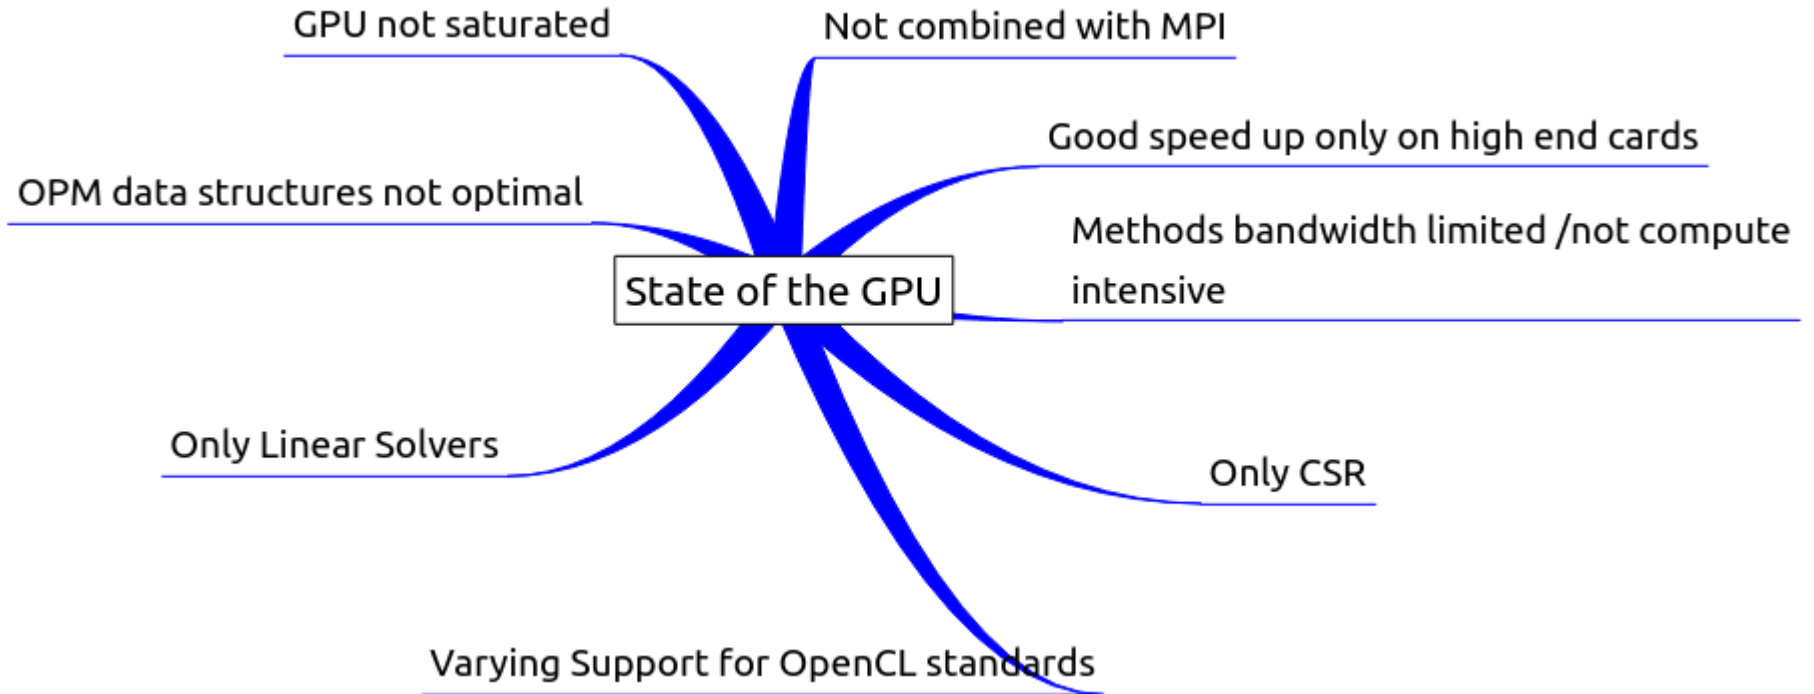 GPU not saturated
Not combined with MPI
Good speed up only on high end cards
OPM data structures not optimal
Methods bandwidth limited /not compute
intensive
State of the GPU
Only Linear Solvers
Only CSR
Varying Support for OpenCL standards